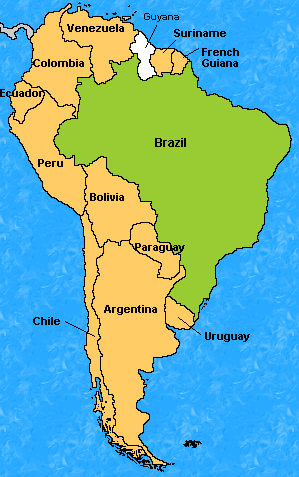 Guyana
Venezuela
Suriname
French
Guiana
Colombia
Ecuador
Brazil
Peru
Bolivia
Paraguay
Argentina
Chile
Uruguay